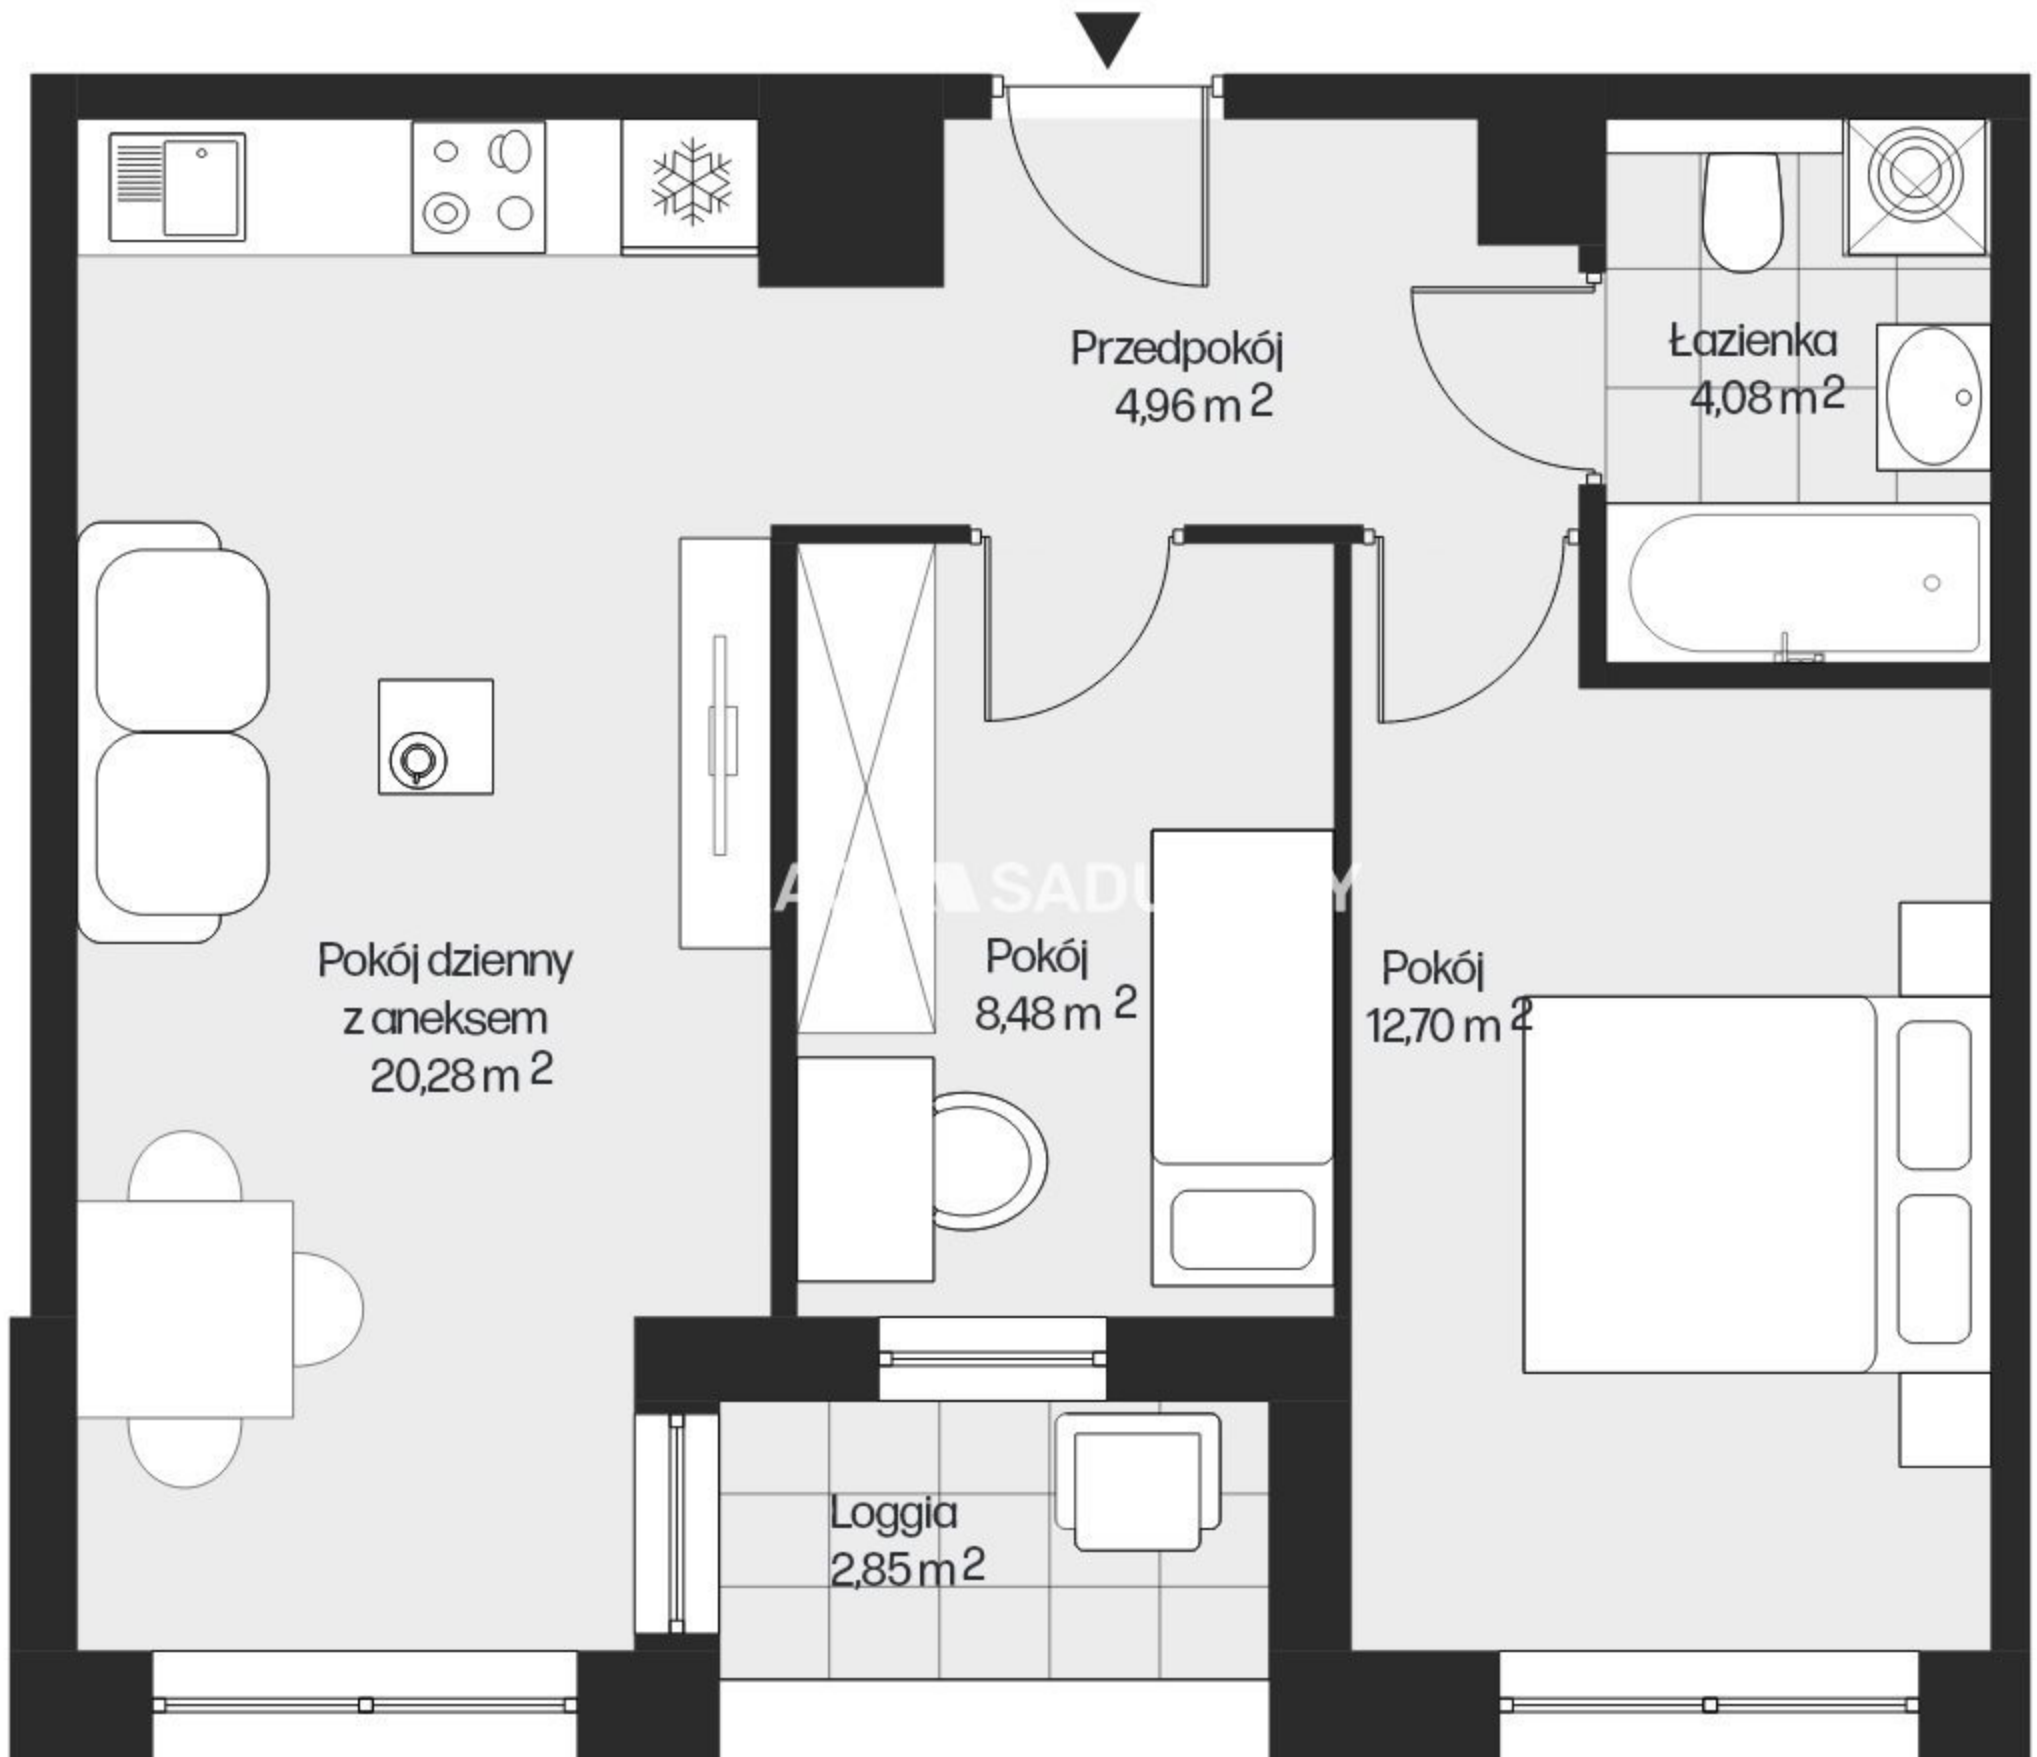 Przedpokój
4,96 m 2
Łazienka
4,08 m 2
Pokój dzienny
z aneksem
20,28 m 2
Pokój
8,48 m 2
Pokój
12,70 m 2
Loggia
2,85 m 2